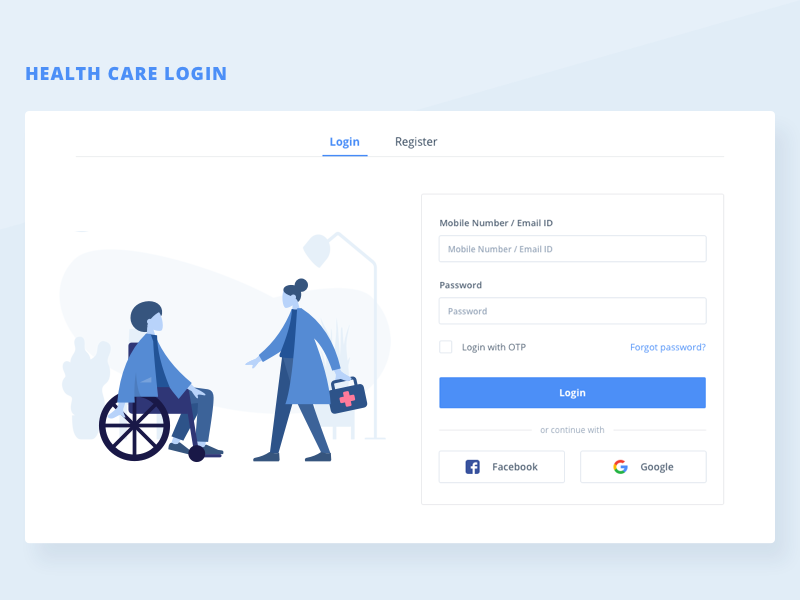 HEALTH CARE LOGIN
Login Register
Mobile Number / Email ID
Mobile Number / Email ID
Password
Password
Login with OTP Forgot password?
Login
or continue with
Facebook Google